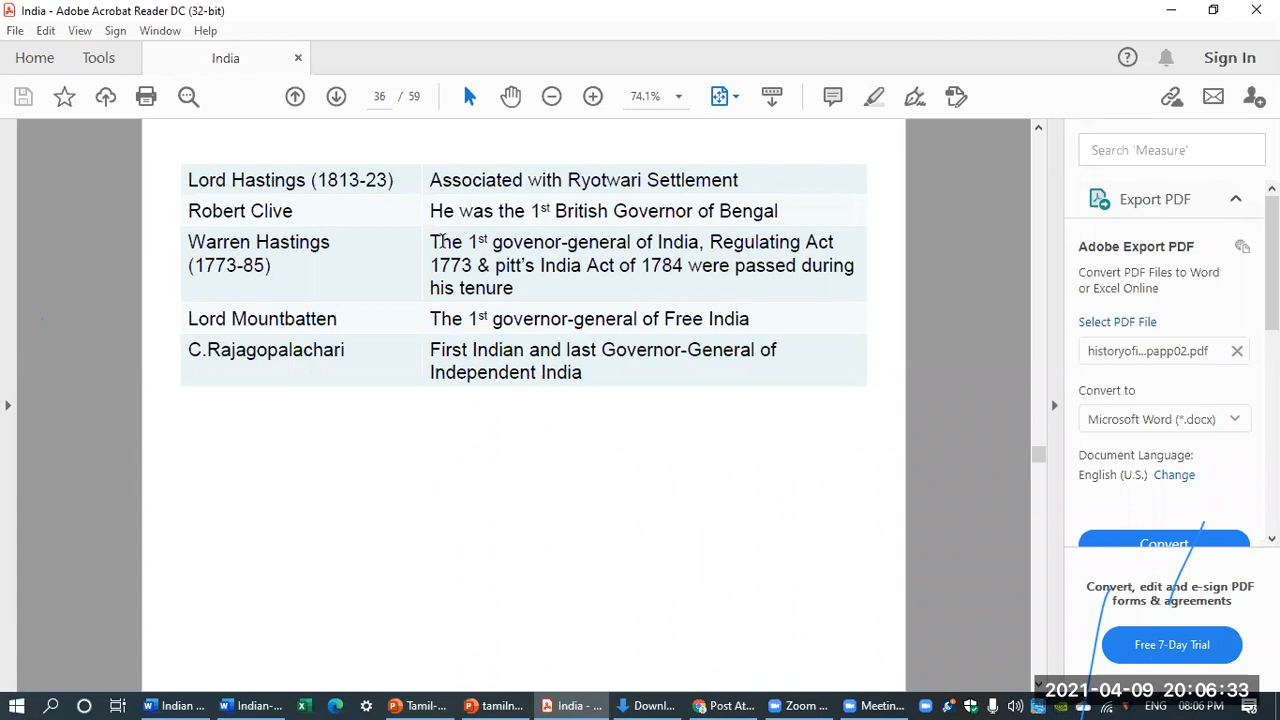 India - Adobe Acrobat Reader DC (32-bit)
File Edit View Sign Window Help
Home Tools India Sign In
36 / 59 74.1%
Lord Hastings (1813-23) Associated with Ryotwari Settlement
Robert Clive He was the 1st British Governor of Bengal
Warren Hastings The 1st govenor-general of India, Regulating Act
(1773-85) 1773 & pitt's India Act of 1784 were passed during
his tenure
Lord Mountbatten The 1st governor-general of Free India
C.Rajagopalachari First Indian and last Governor-General of
Independent India
Search 'Measure'
Export PDF
Adobe Export PDF
Convert PDF Files to Word
or Excel Online
Select PDF File
historyofi...papp02.pdf
Convert to
Microsoft Word (*.docx)
Document Language:
English (U.S.) Change
Convert
Convert, edit and e-sign PDF
forms & agreements
Free 7-Day Trial
2021-04-09 20:06:33
Indian ... Indian-... Tamil-... tamiln... India - ... Downl... Post At... Zoom ... Meetin... 08:06 PM